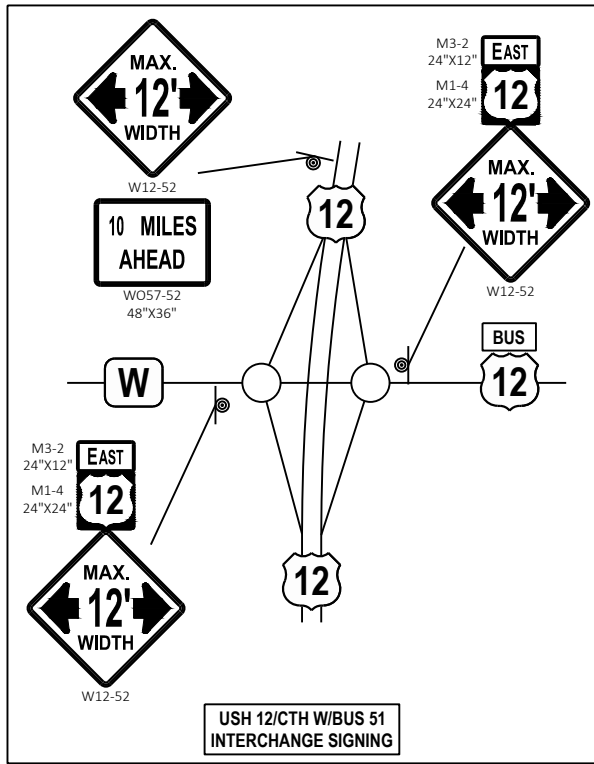 MAX.
12'
WIDTH
W12-52
10 MILES
AHEAD
WO57-52
48"X36"
M3-2
24"X12"
EAST
M1-4
24"X24"
12
MAX.
12'
WIDTH
W12-52
12
W
BUS
12
M3-2
24"X12"
EAST
M1-4
24"X24"
12
MAX.
12'
WIDTH
W12-52
12
USH 12/CTH W/BUS 51
INTERCHANGE SIGNING